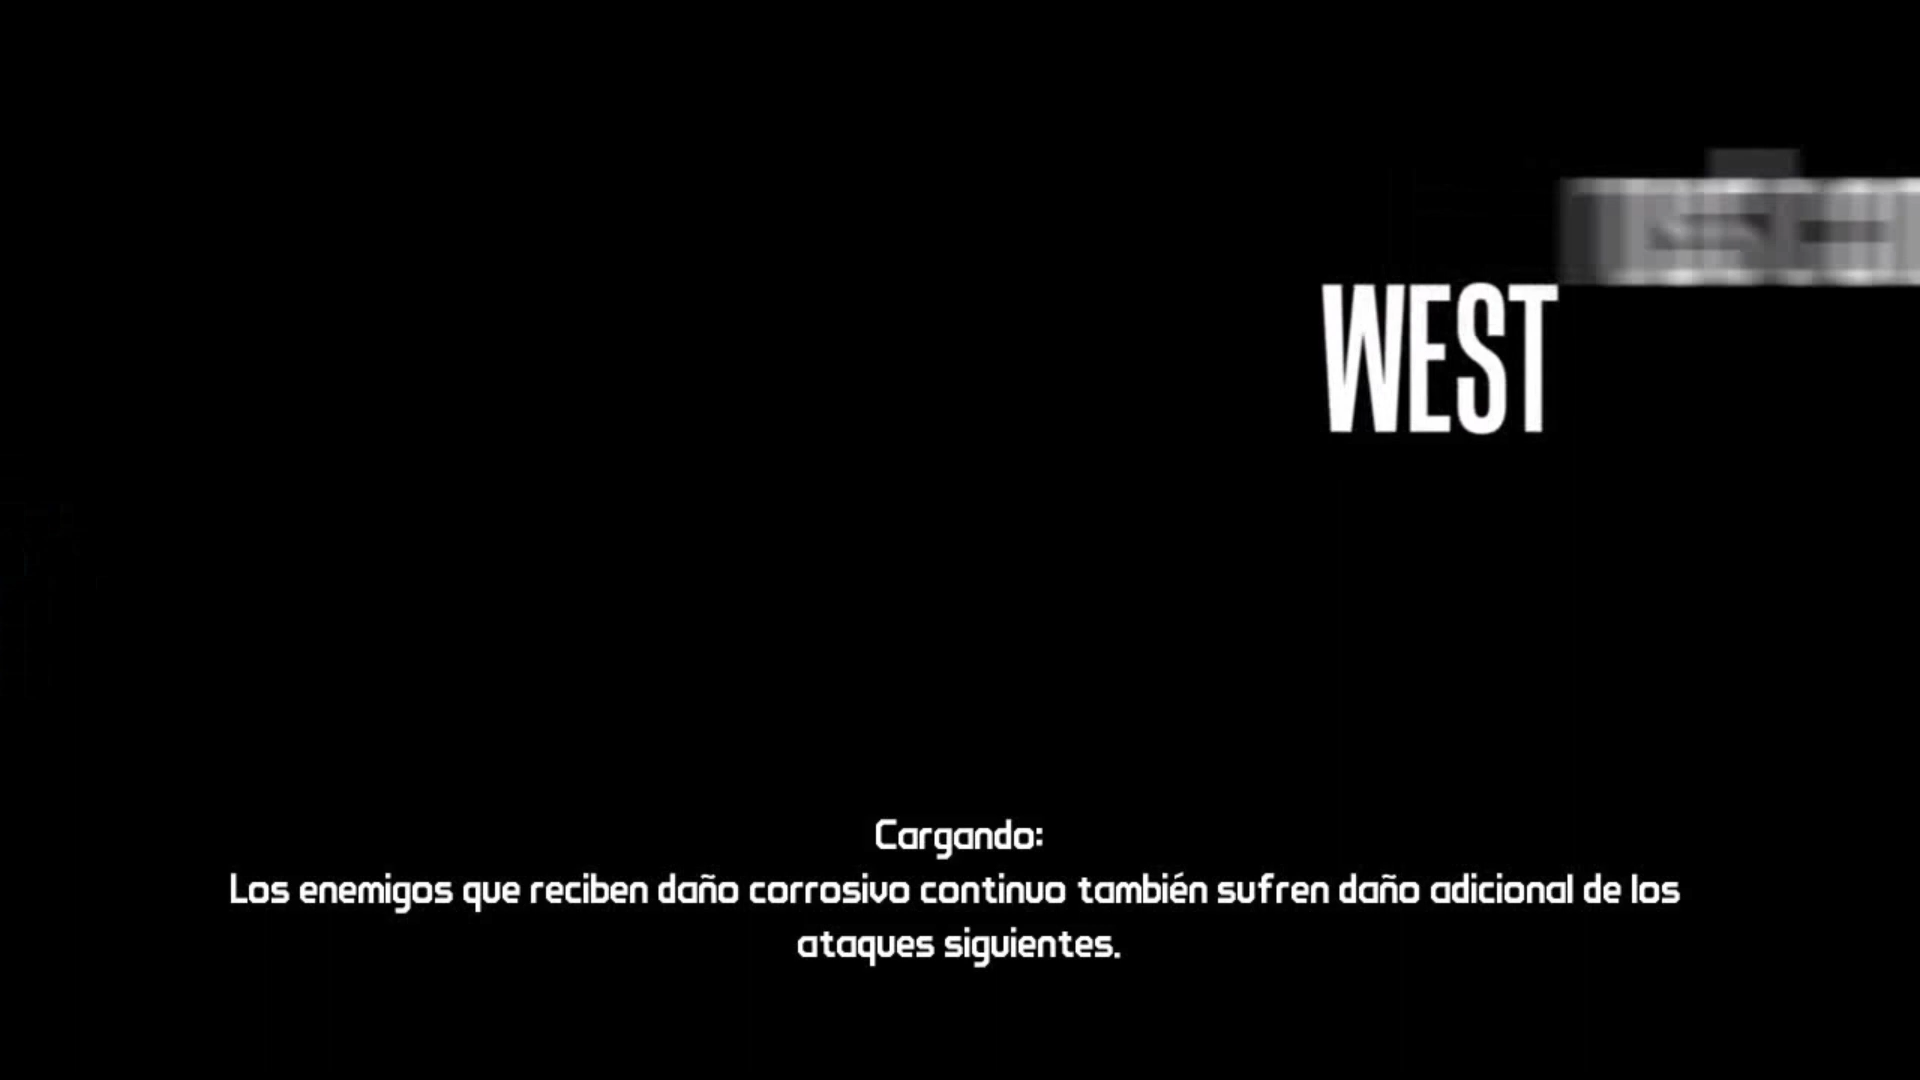 WEST
Cargando:
Los enemigos que reciben daño corrosivo continuo también sufren daño adicional de los
ataques siguientes.